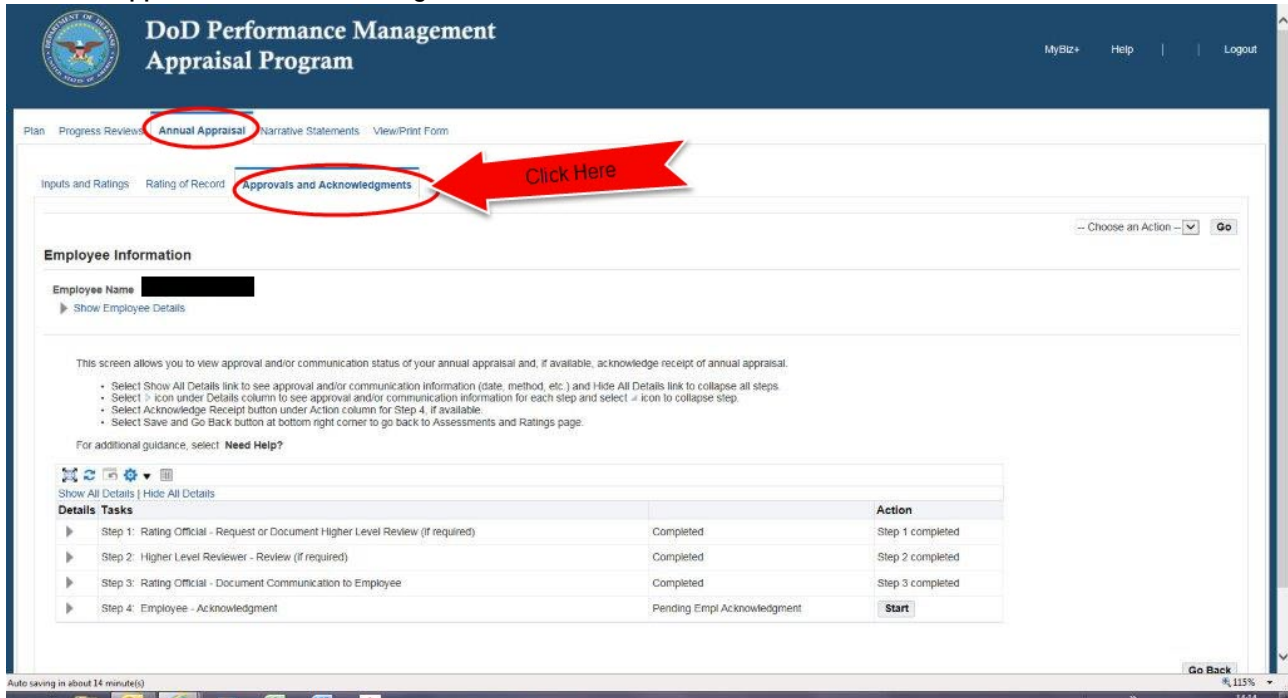 DoD Performance Management
Appraisal Program
MyBiz+ Help | | Logout
Plan Progress Reviews Annual Appraisal Narrative Statements View/Print Form
Inputs and Ratings Rating of Record Approvals and Acknowledgments
Click Here
-- Choose an Action -- Go
Employee Information
Employee Name
Show Employee Details
This screen allows you to view approval and/or communication status of your annual appraisal and, if available, acknowledge receipt of annual appraisal.
• Select Show All Details link to see approval and/or communication information (date, method, etc.) and Hide All Details link to collapse all steps.
• Select icon under Details column to see approval and/or communication information for each step and select icon to collapse step.
• Select Acknowledge Receipt button under Action column for Step 4, if available.
• Select Save and Go Back button at bottom right corner to go back to Assessments and Ratings page.
For additional guidance, select Need Help?
Show All Details | Hide All Details
Details Tasks Action
Step 1: Rating Official - Request or Document Higher Level Review (if required) Completed Step 1 completed
Step 2: Higher Level Reviewer - Review (if required) Completed Step 2 completed
Step 3: Rating Official - Document Communication to Employee Completed Step 3 completed
Step 4: Employee - Acknowledgment Pending Empl Acknowledgment Start
Go Back
Auto saving in about 14 minute(s) 115%